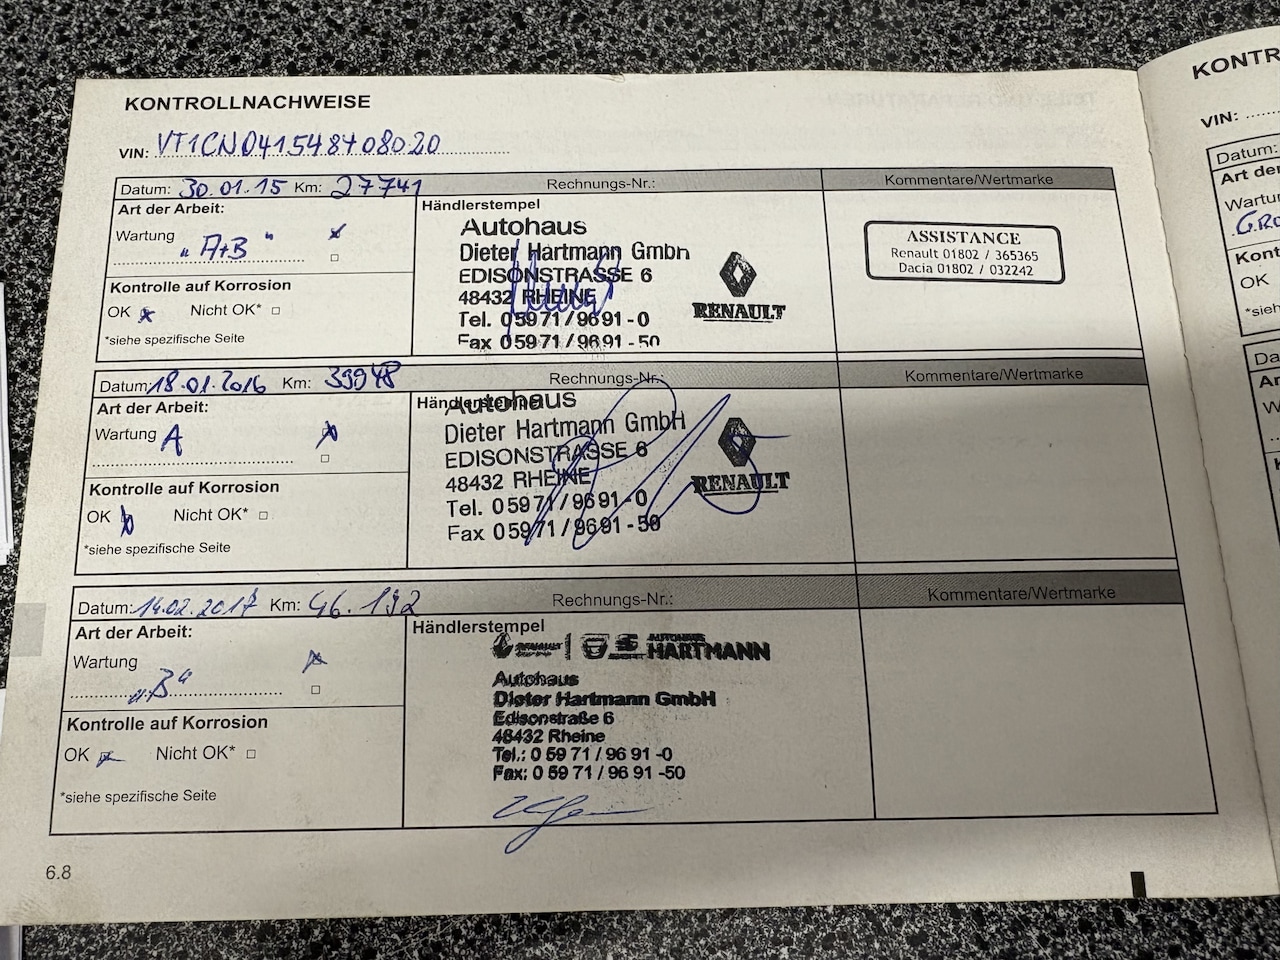 KONTROLLNACHWEISE
VIN: VF1CN041548408020
Datum: 30.01.15 Km: 27741 Rechnungs-Nr.: Kommentare/Wertmarke
Art der Arbeit:
Wartung
„A+B"
Kontrolle auf Korrosion
OK Nicht OK*
*siehe spezifische Seite
Händlerstempel
Autohaus
Dieter Hartmann GmbH
EDISONSTRASSE 6
48432 RHEINE
Tel. 05971/9691-0
Fax 05971/9691-50
RENAULT
ASSISTANCE
Renault 01802 / 365365
Dacia 01802 / 032242
Datum: 18.01.2016 Km: 39948 Rechnungs-Nr.: Kommentare/Wertmarke
Art der Arbeit:
Wartung A
Kontrolle auf Korrosion
OK Nicht OK*
*siehe spezifische Seite
Händlerstempel
Autohaus
Dieter Hartmann GmbH
EDISONSTRASSE 6
48432 RHEINE
Tel. 05971/9691-0
Fax 05971/9691-50
RENAULT
Datum: 14.02.2017 Km: 46.192 Rechnungs-Nr.: Kommentare/Wertmarke
Art der Arbeit:
Wartung
„B"
Kontrolle auf Korrosion
OK Nicht OK*
*siehe spezifische Seite
Händlerstempel
RENAULT
AUTOHAUS
HARTMANN
Autohaus
Dieter Hartmann GmbH
Edisonstraße 6
48432 Rheine
Tel.: 0 59 71 / 96 91 -0
Fax: 0 59 71 / 96 91 -50
6.8
KONTR
VIN:
Datum:
Art de
Wartu
Kont
OK
*sieh
Da